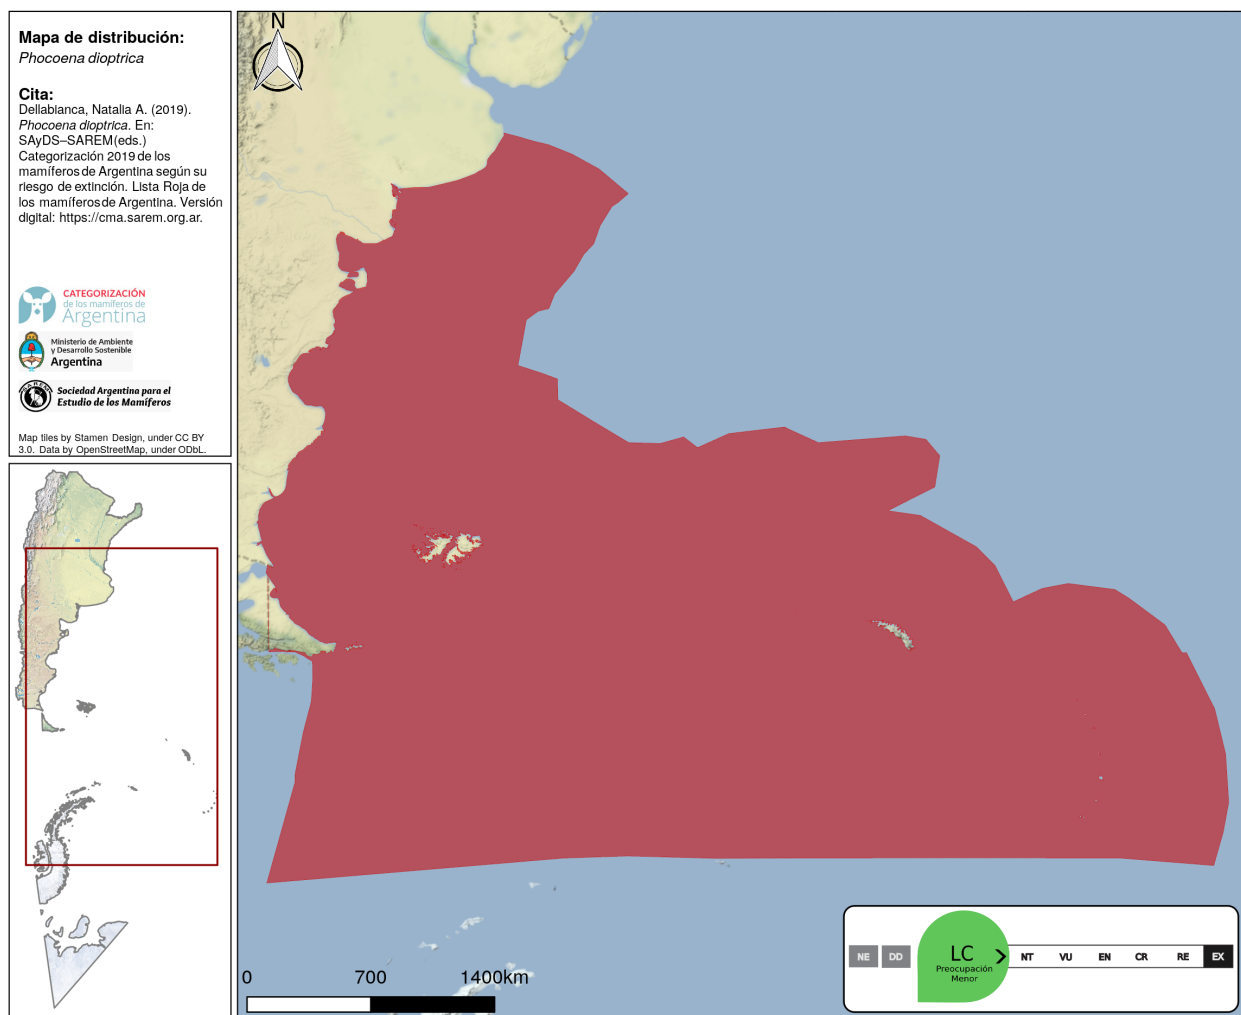 Mapa de distribución:
Phocoena dioptrica
Cita:
Dellabianca, Natalia A. (2019).
Phocoena dioptrica. En:
SAyDS–SAREM(eds.)
Categorización 2019 de los
mamíferos de Argentina según su
riesgo de extinción. Lista Roja de
los mamíferos de Argentina. Versión
digital: https://cma.sarem.org.ar.
CATEGORIZACIÓN
de los mamíferos de
Argentina
Ministerio de Ambiente
y Desarrollo Sostenible
Argentina
S.A.R.E.M.
Sociedad Argentina para el
Estudio de los Mamíferos
Map tiles by Stamen Design, under CC BY
3.0. Data by OpenStreetMap, under ODbL.
N
0 700 1400km
NE DD LC NT VU EN CR RE EX
Preocupación
Menor